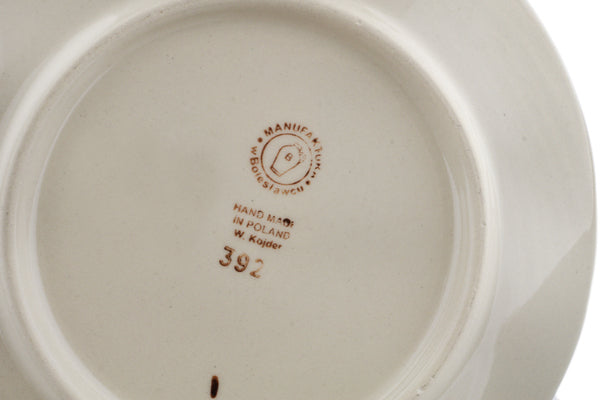 • MANUFAKTURA •
w Bolesławcu
B
HAND MADE
IN POLAND
W. Kojder
392